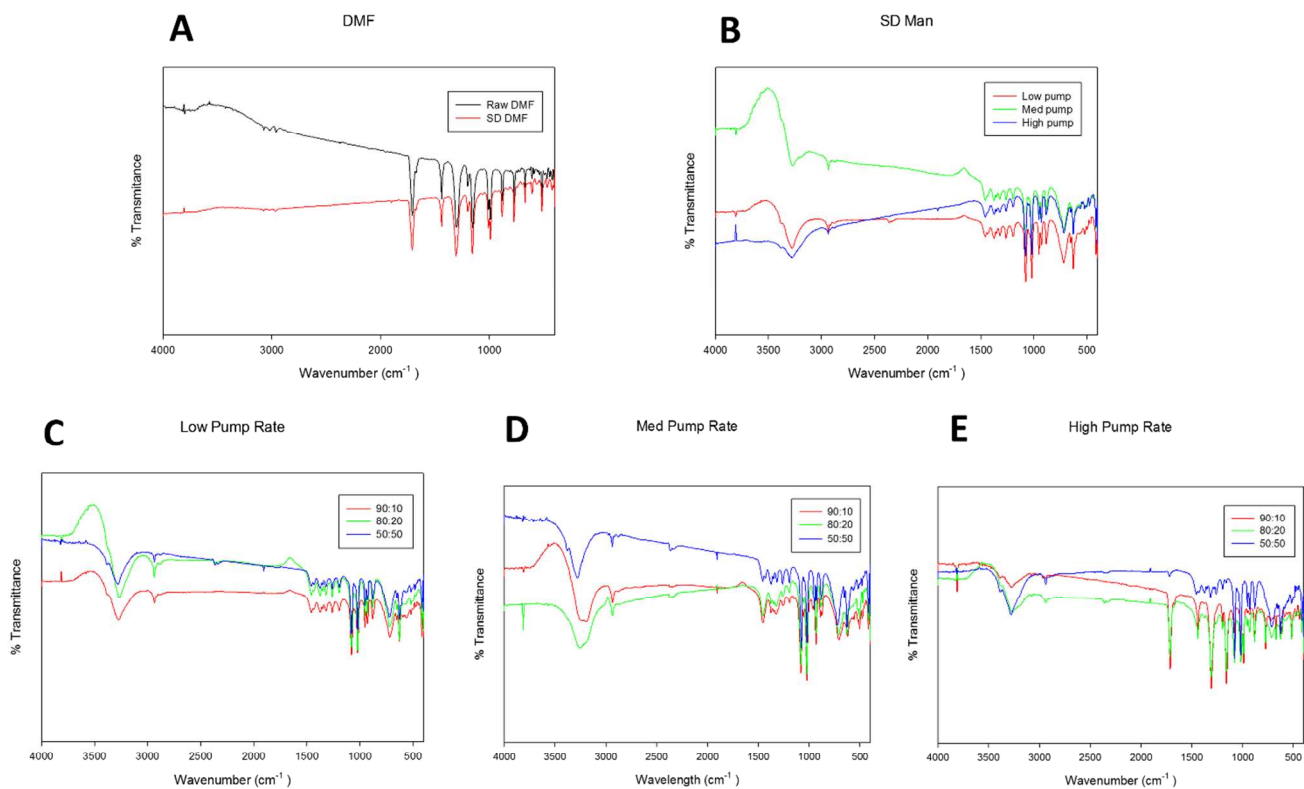 A
DMF
Raw DMF
SD DMF
% Transmitance
4000 3000 2000 1000
Wavenumber (cm-1 )
B
SD Man
Low pump
Med pump
High pump
% Transmittance
4000 3500 3000 2500 2000 1500 1000 500
Wavenumber (cm-1 )
C
Low Pump Rate
90:10
80:20
50:50
% Transmittance
4000 3500 3000 2500 2000 1500 1000 500
Wavenumber (cm-1 )
D
Med Pump Rate
90:10
80:20
50:50
% Transmittance
4000 3500 3000 2500 2000 1500 1000 500
Wavelength (cm-1 )
E
High Pump Rate
90:10
80:20
50:50
% Transmittance
4000 3500 3000 2500 2000 1500 1000 500
Wavenumber (cm-1 )